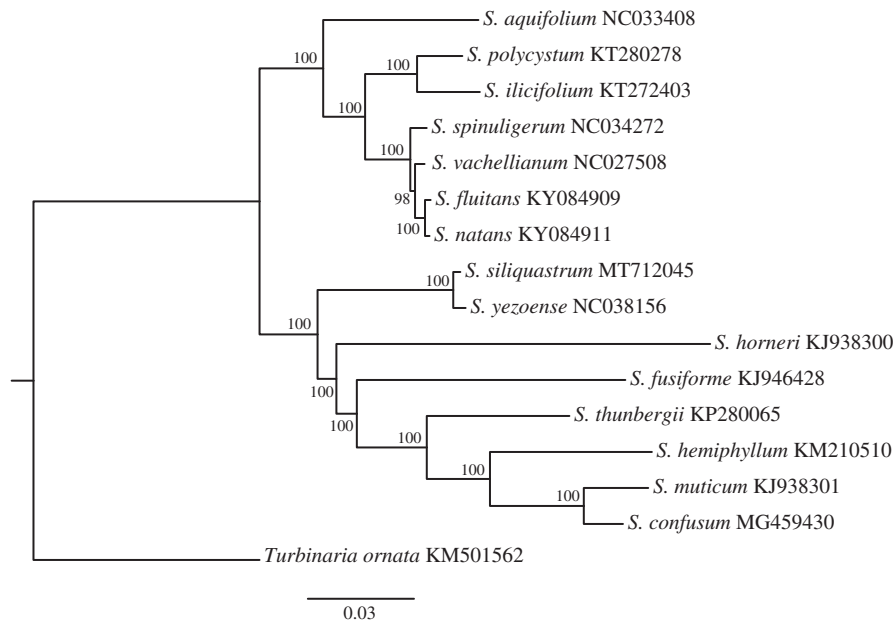 S. aquifolium NC033408
100
S. polycystum KT280278
100
S. ilicifolium KT272403
100
S. spinuligerum NC034272
100
S. vachellianum NC027508
98
S. fluitans KY084909
100
S. natans KY084911
S. siliquastrum MT712045
100
S. yezoense NC038156
100
S. horneri KJ938300
100
S. fusiforme KJ946428
100
S. thunbergii KP280065
100
S. hemiphyllum KM210510
100
S. muticum KJ938301
100
S. confusum MG459430
Turbinaria ornata KM501562
0.03